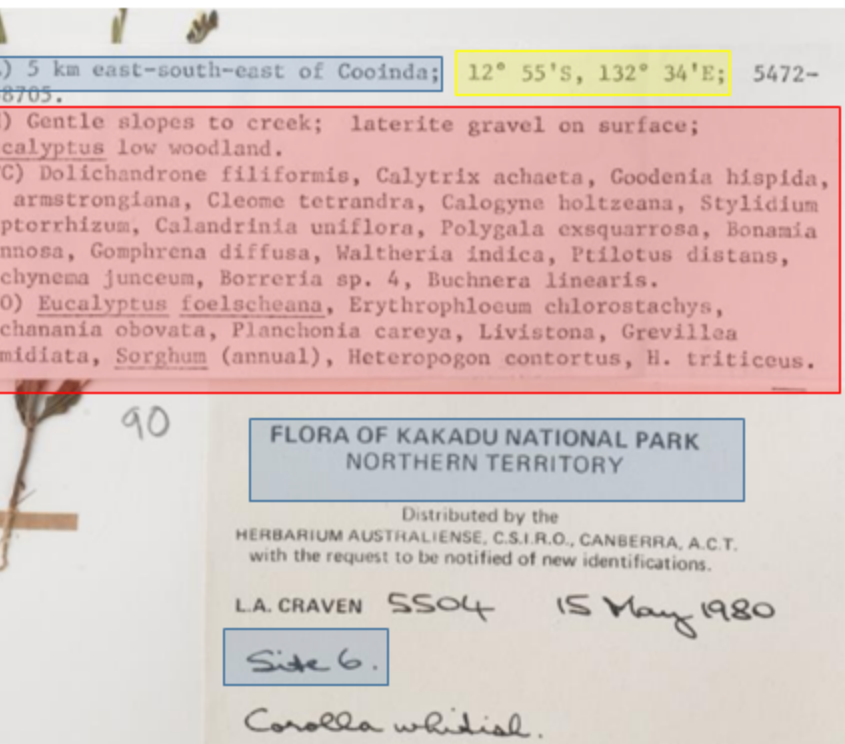 ) 5 km east-south-east of Cooinda; 12° 55'S, 132° 34'E; 5472-
8705.
) Gentle slopes to creek; laterite gravel on surface;
calyptus low woodland.
C) Dolichandrone filiformis, Calytrix achaeta, Goodenia hispida,
armstrongiana, Cleome tetrandra, Calogyne holtzeana, Stylidium
ptorrhizum, Calandrinia uniflora, Polygala exsquarrosa, Bonamia
nnosa, Gomphrena diffusa, Waltheria indica, Ptilotus distans,
chynema junceum, Borreria sp. 4, Buchnera linearis.
O) Eucalyptus foelscheana, Erythrophloeum chlorostachys,
chanania obovata, Planchonia careya, Livistona, Grevillea
midiata, Sorghum (annual), Heteropogon contortus, H. triticeus.
90
FLORA OF KAKADU NATIONAL PARK
NORTHERN TERRITORY
Distributed by the
HERBARIUM AUSTRALIENSE, C.S.I.R.O., CANBERRA, A.C.T.
with the request to be notified of new identifications.
L.A. CRAVEN 5504 15 May 1980
Site 6.
Corolla whitish.